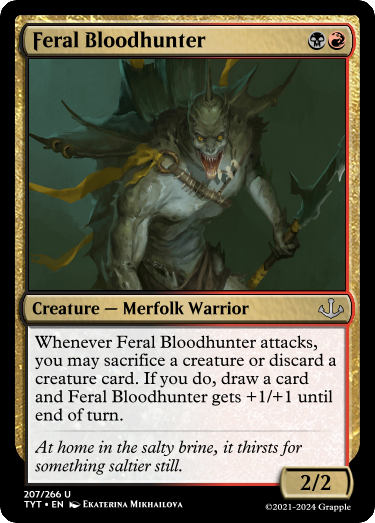 Feral Bloodhunter
Creature — Merfolk Warrior
Whenever Feral Bloodhunter attacks,
you may sacrifice a creature or discard a
creature card. If you do, draw a card
and Feral Bloodhunter gets +1/+1 until
end of turn.
At home in the salty brine, it thirsts for
something saltier still.
2/2
207/266 U
TYT • EN Ekaterina Mikhailova
©2021-2024 Grapple